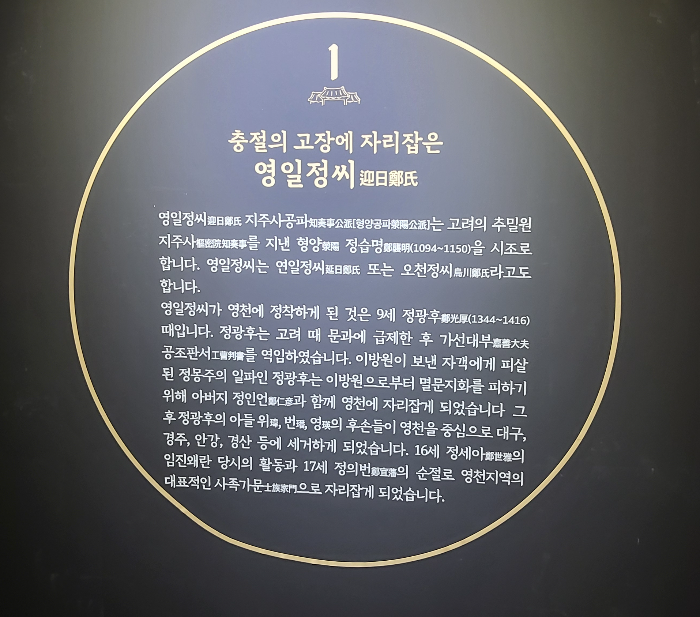 1
충절의 고장에 자리잡은
영일정씨迎日鄭氏
영일정씨迎日鄭氏 지주사공파知奏事公派[형양공파滎陽公派]는 고려의 추밀원
지주사樞密院知奏事를 지낸 형양滎陽 정습명鄭襲明(1094~1150)을 시조로
합니다. 영일정씨는 연일정씨延日鄭氏 또는 오천정씨烏川鄭氏라고도
합니다.
영일정씨가 영천에 정착하게 된 것은 9세 정광후鄭光厚(1344~1416)
때입니다. 정광후는 고려 때 문과에 급제한 후 가선대부嘉善大夫
공조판서工曹判書를 역임하였습니다. 이방원이 보낸 자객에게 피살
된 정몽주의 일파인 정광후는 이방원으로부터 멸문지화를 피하기
위해 아버지 정인언鄭仁彦과 함께 영천에 자리잡게 되었습니다 그
후 정광후의 아들 위瑋, 번璠, 영瑛의 후손들이 영천을 중심으로 대구,
경주, 안강, 경산 등에 세거하게 되었습니다. 16세 정세아鄭世雅의
임진왜란 당시의 활동과 17세 정의번鄭宜藩의 순절로 영천지역의
대표적인 사족가문士族家門으로 자리잡게 되었습니다.